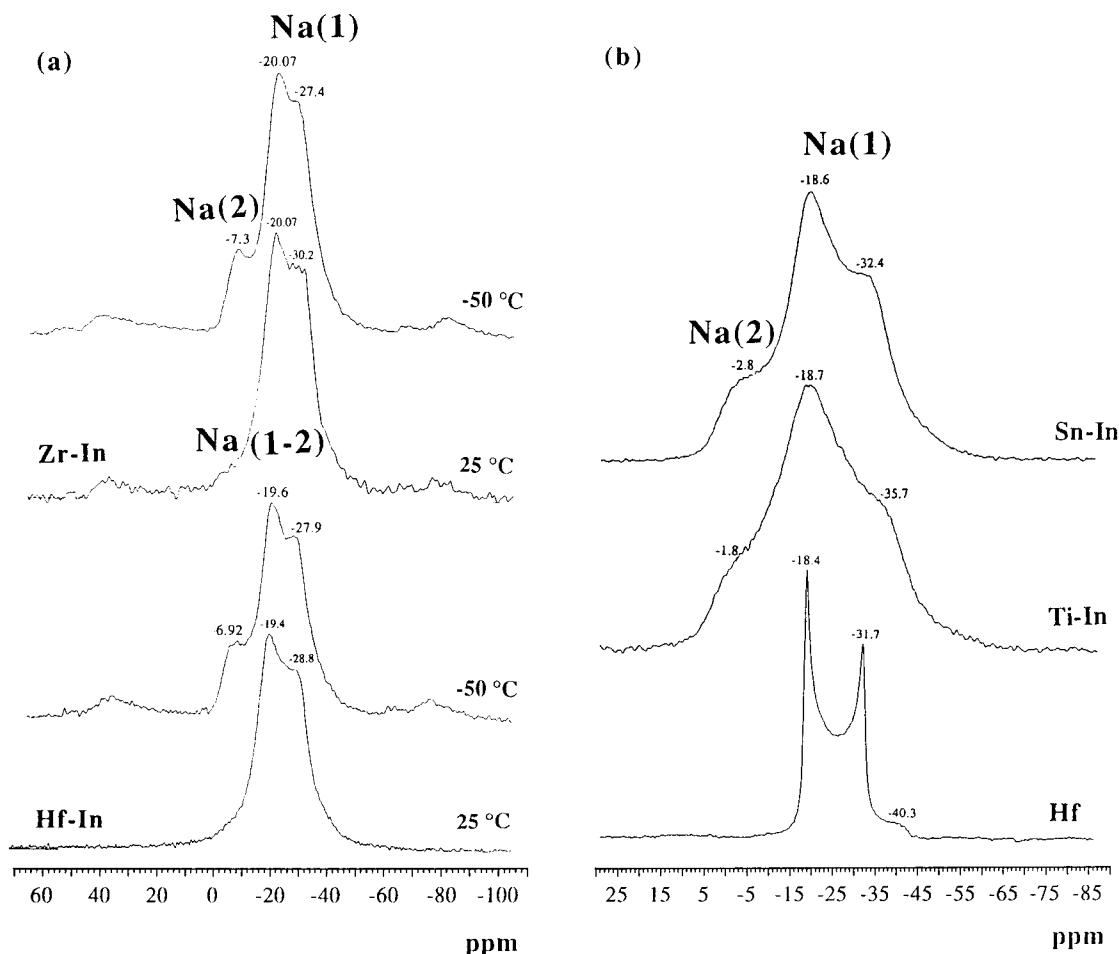 (a)
Na(1)
-20.07
-27.4
Na(2)
-7.3
-20.07
-30.2
-50 °C
Zr-In
Na (1-2)
25 °C
-19.6
-27.9
6.92
-19.4
-28.8
-50 °C
Hf-In
25 °C
60 40 20 0 -20 -40 -60 -80 -100
ppm
(b)
Na(1)
-18.6
-32.4
Na(2)
-2.8
-18.7
Sn-In
-1.8
-35.7
-18.4
Ti-In
-31.7
-40.3
Hf
25 15 5 -5 -15 -25 -35 -45 -55 -65 -75 -85
ppm